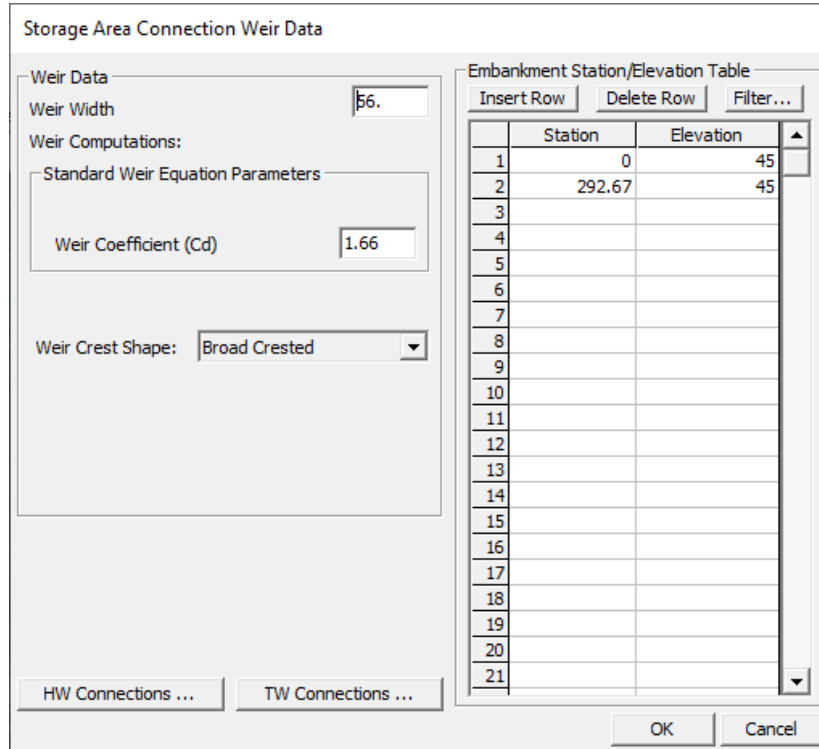 Storage Area Connection Weir Data
Weir Data
Weir Width
56.
Weir Computations:
Standard Weir Equation Parameters
Weir Coefficient (Cd)
1.66
Weir Crest Shape:
Broad Crested
HW Connections ...
TW Connections ...
Embankment Station/Elevation Table
Insert Row
Delete Row
Filter...
Station Elevation
1 0 45
2 292.67 45
3
4
5
6
7
8
9
10
11
12
13
14
15
16
17
18
19
20
21
OK
Cancel